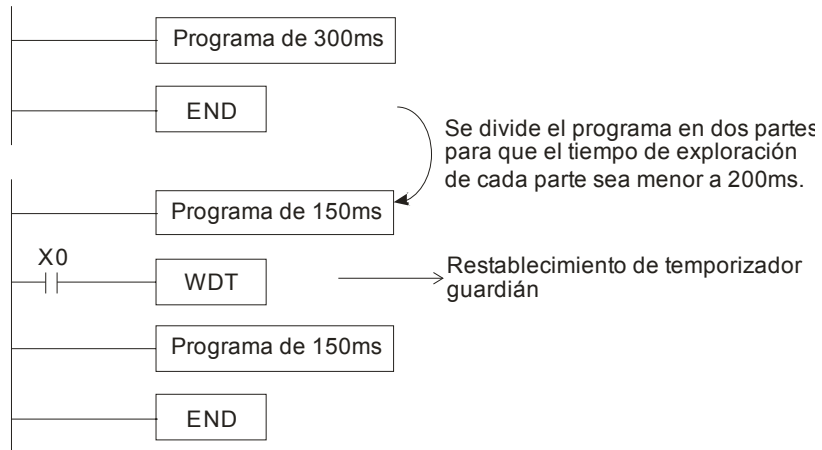 Programa de 300ms
END
Se divide el programa en dos partes
para que el tiempo de exploración
de cada parte sea menor a 200ms.
Programa de 150ms
X0
WDT
Restablecimiento de temporizador
guardián
Programa de 150ms
END